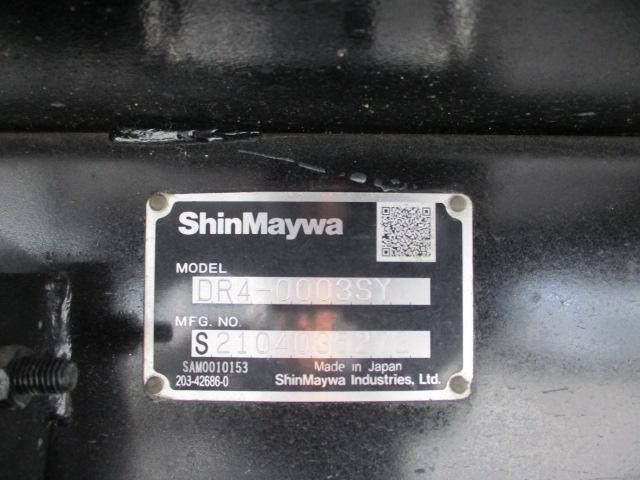 ShinMaywa
MODEL
DR4-0003SY
MFG. NO.
SAM0010153
Made in Japan
203-42686-0
ShinMaywa Industries, Ltd.